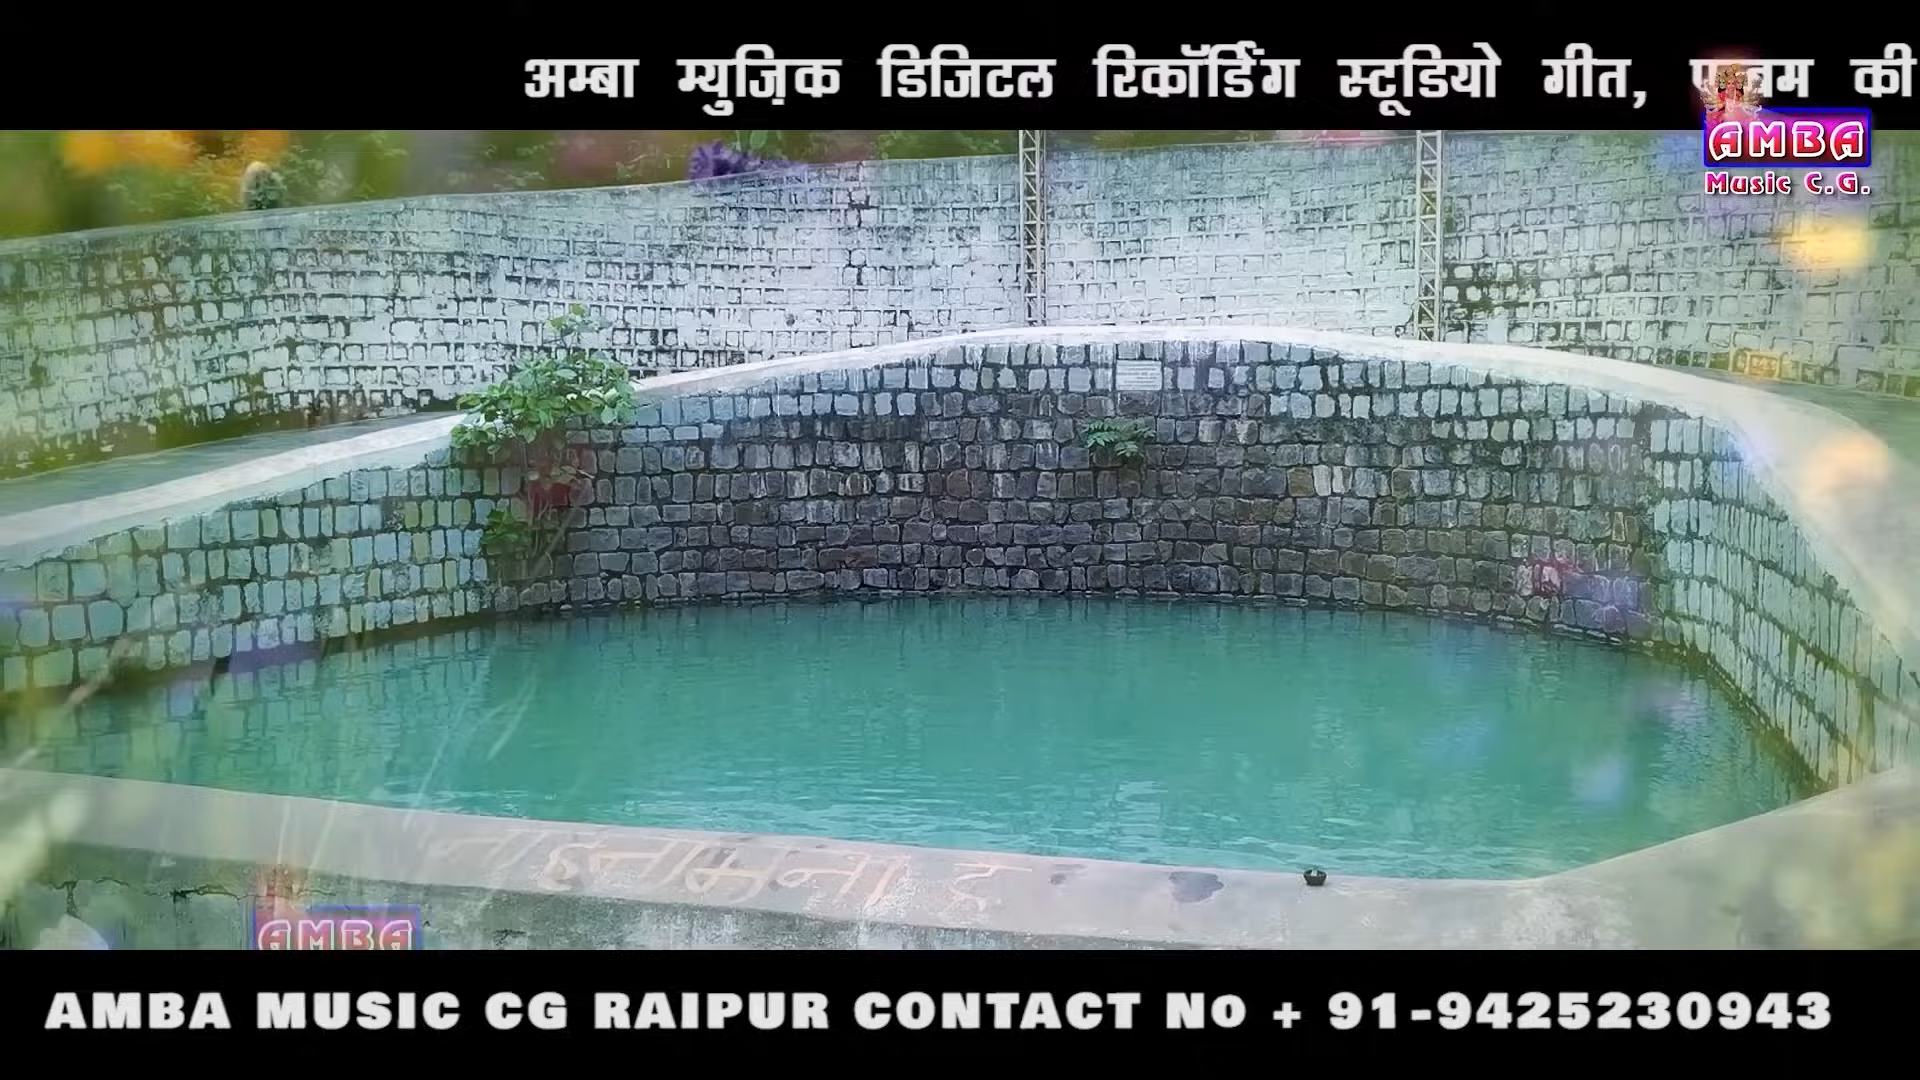 अम्बा म्युज़िक डिजिटल रिकॉर्डिंग स्टूडियो गीत, की
AMBA
Music C.G.
AMBA
AMBA MUSIC CG RAIPUR CONTACT No + 91-9425230943